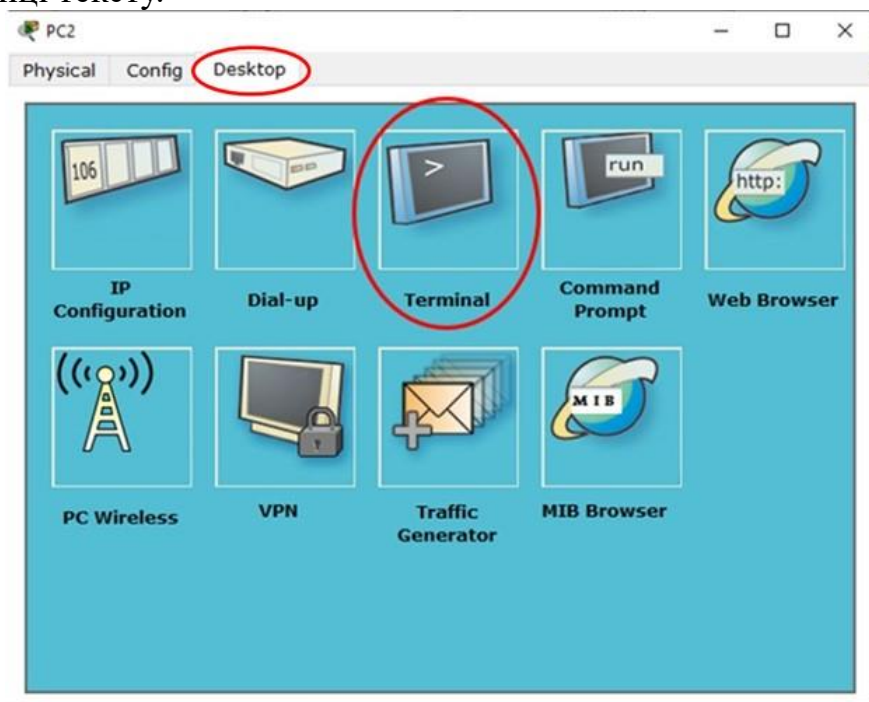 тексту.
PC2
Physical Config Desktop
106
>
run
http:
IP
Configuration
Dial-up
Terminal
Command
Prompt
Web Browser
MIB
PC Wireless
VPN
Traffic
Generator
MIB Browser